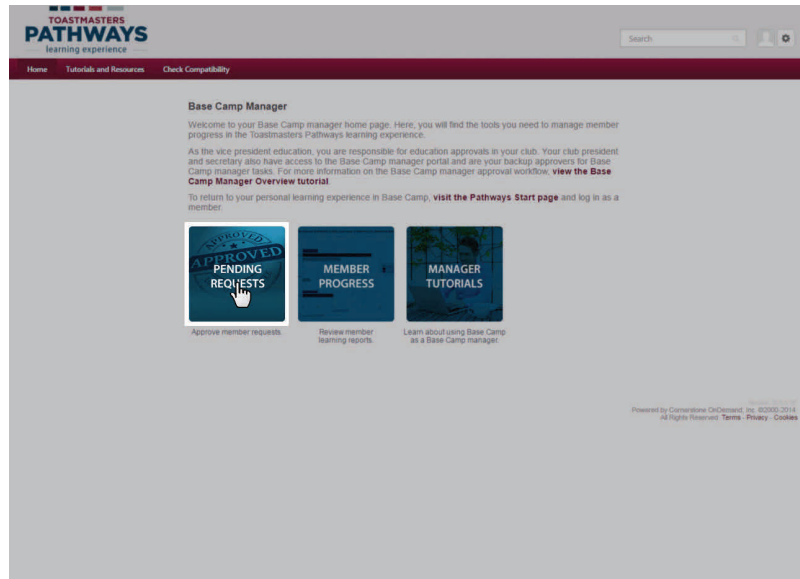 TOASTMASTERS
PATHWAYS
learning experience
Search
Home Tutorials and Resources Check Compatibility
Base Camp Manager
Welcome to your Base Camp manager home page. Here, you will find the tools you need to manage member
progress in the Toastmasters Pathways learning experience.
As the vice president education, you are responsible for education approvals in your club. Your club president
and secretary also have access to the Base Camp manager portal and are your backup approvers for Base
Camp manager tasks. For more information on the Base Camp manager approval workflow, view the Base
Camp Manager Overview tutorial.
To return to your personal learning experience in Base Camp, visit the Pathways Start page and log in as a
member.
APPROVED
APPROVED
PENDING
REQUESTS
MEMBER
PROGRESS
MANAGER
TUTORIALS
Approve member requests.
Review member
learning reports.
Learn about using Base Camp
as a Base Camp manager.
Powered by Cornerstone OnDemand, Inc. ©2000-2014
All Rights Reserved. Terms - Privacy - Cookies